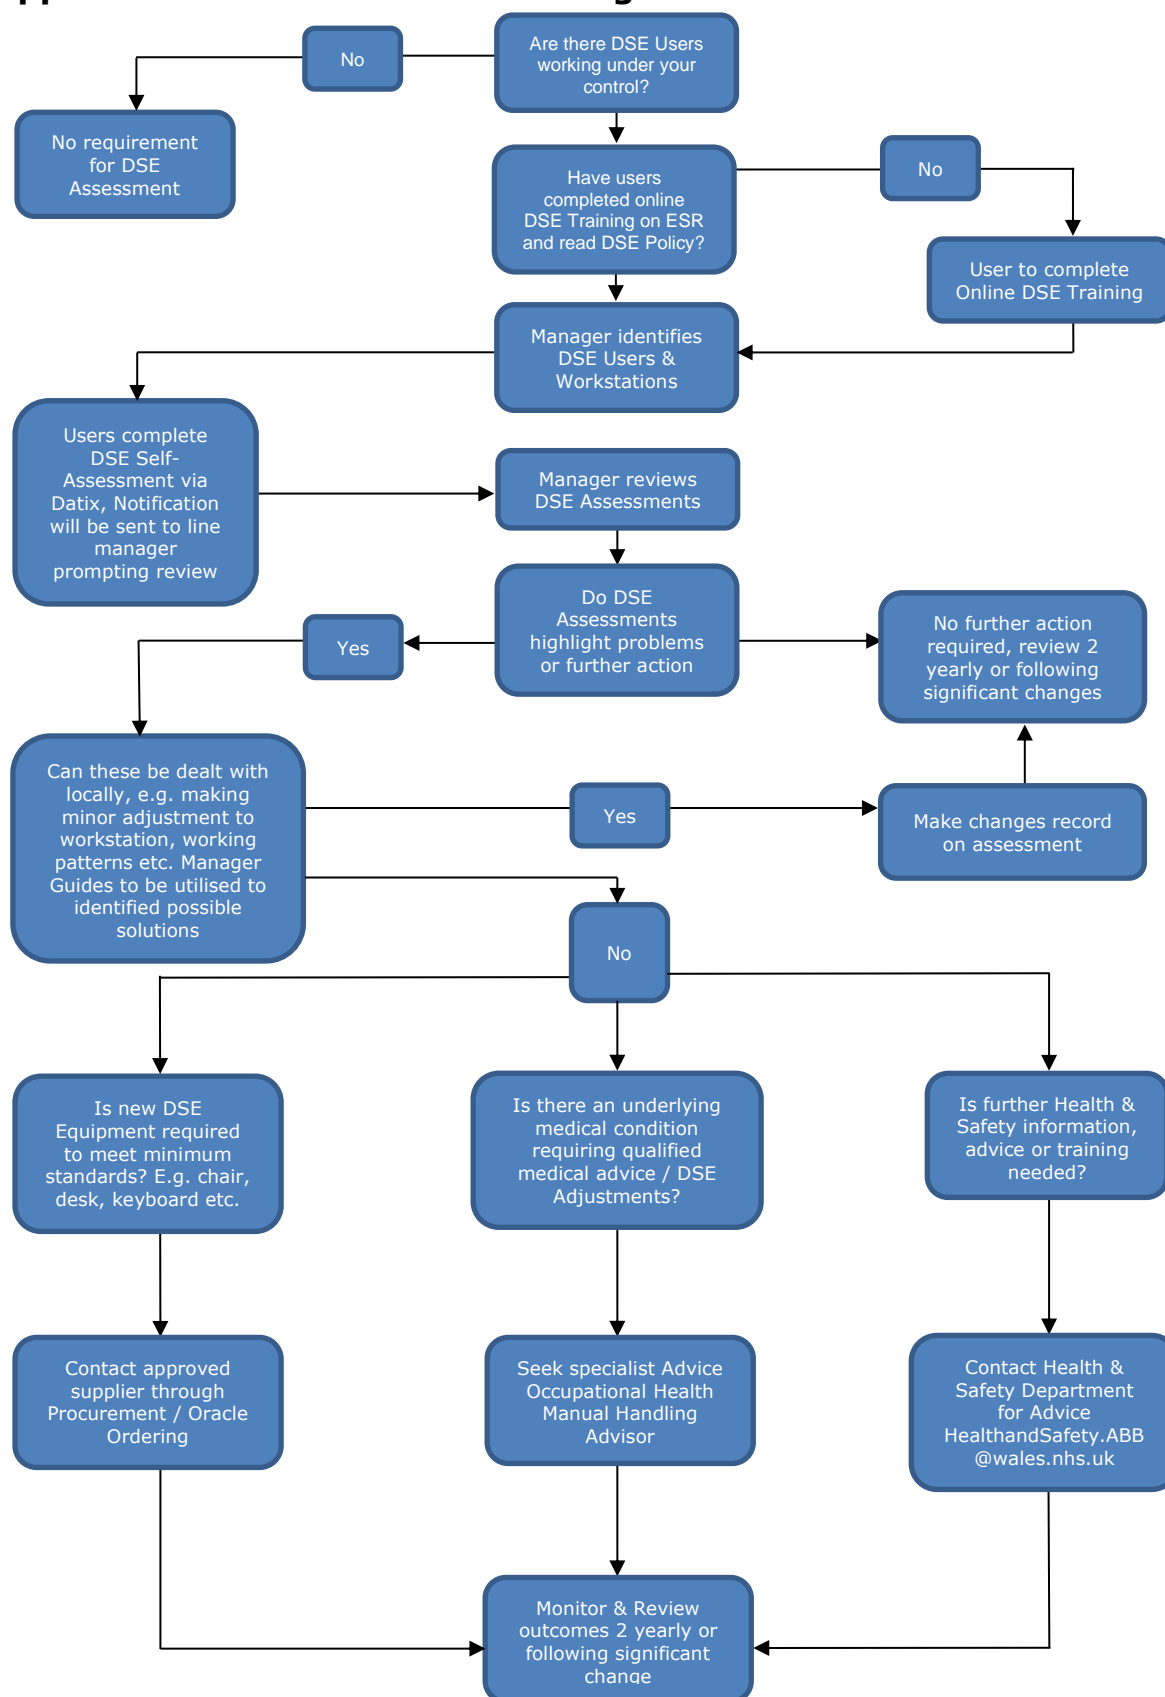 No
Are there DSE Users
working under your
control?
No requirement
for DSE
Assessment
Have users
completed online
DSE Training on ESR
and read DSE Policy?
No
User to complete
Online DSE Training
Manager identifies
DSE Users &
Workstations
Users complete
DSE Self-
Assessment via
Datix, Notification
will be sent to line
manager
prompting review
Manager reviews
DSE Assessments
Do DSE
Assessments
highlight problems
or further action
Yes
No further action
required, review 2
yearly or following
significant changes
Can these be dealt with
locally, e.g. making
minor adjustment to
workstation, working
patterns etc. Manager
Guides to be utilised to
identified possible
solutions
Yes
Make changes record
on assessment
No
Is new DSE
Equipment required
to meet minimum
standards? E.g. chair,
desk, keyboard etc.
Is there an underlying
medical condition
requiring qualified
medical advice / DSE
Adjustments?
Is further Health &
Safety information,
advice or training
needed?
Contact approved
supplier through
Procurement / Oracle
Ordering
Seek specialist Advice
Occupational Health
Manual Handling
Advisor
Contact Health &
Safety Department
for Advice
HealthandSafety.ABB
@wales.nhs.uk
Monitor & Review
outcomes 2 yearly or
following significant
change